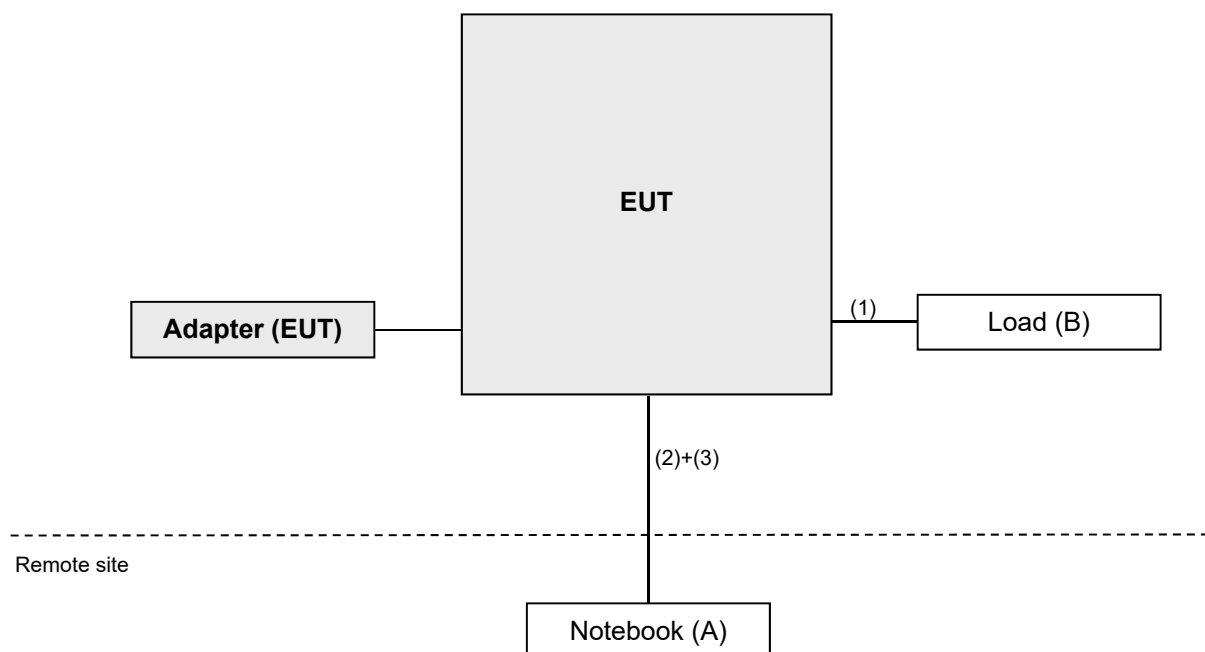 EUT
(1)
Adapter (EUT)
Load (B)
(2)+(3)
Remote site
Notebook (A)